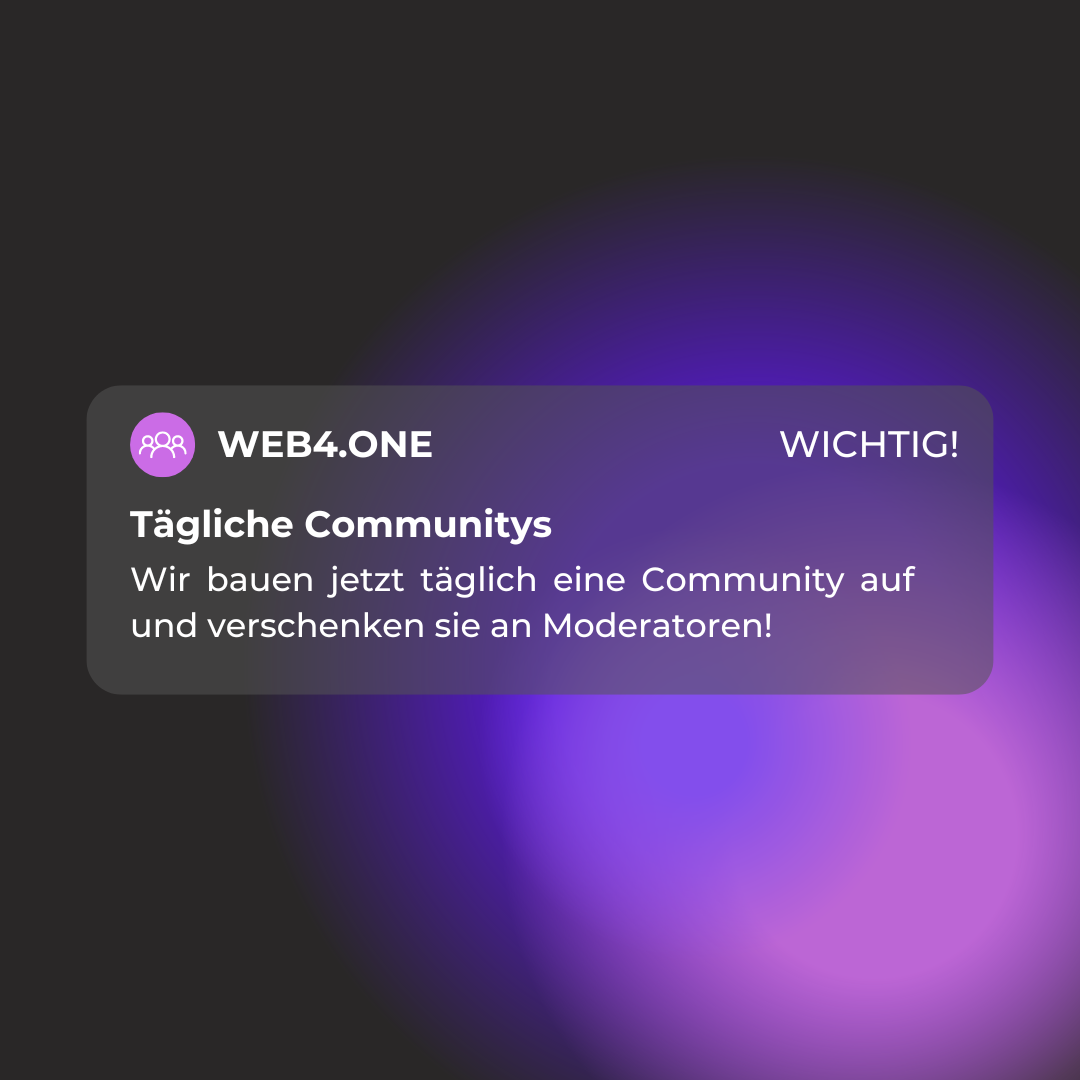 WEB4.ONE
WICHTIG!
Tägliche Communitys
Wir bauen jetzt täglich eine Community auf
und verschenken sie an Moderatoren!